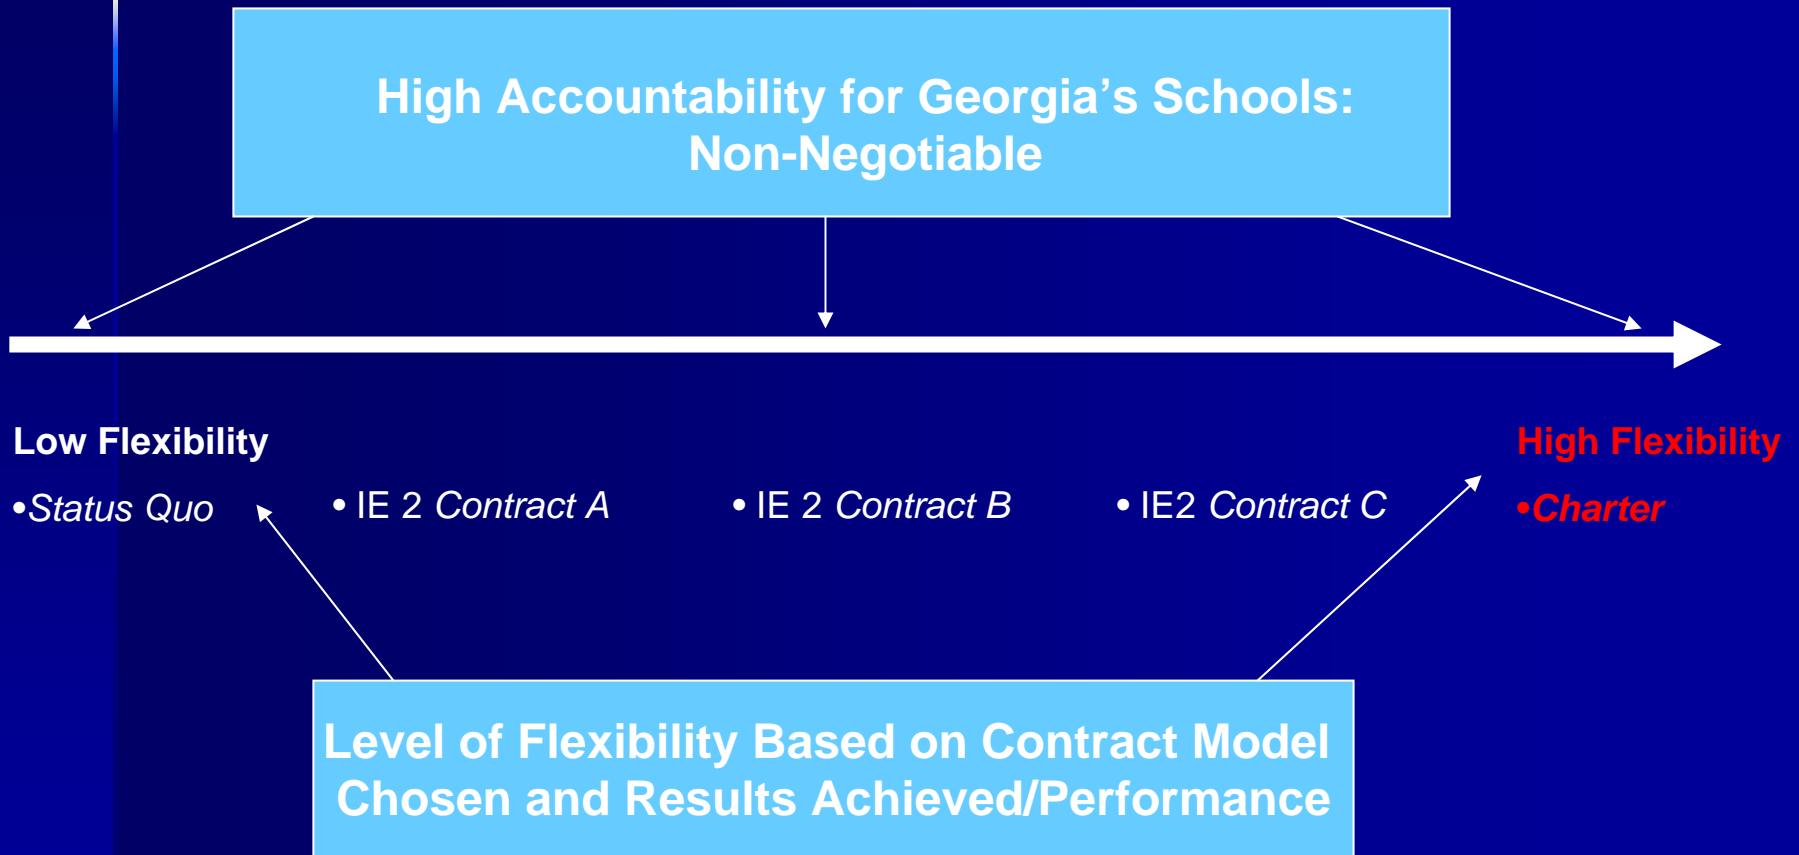 High Accountability for Georgia’s Schools:
Non-Negotiable
Low Flexibility
High Flexibility
•Status Quo
• IE 2 Contract A
• IE 2 Contract B
• IE2 Contract C
•Charter
Level of Flexibility Based on Contract Model
Chosen and Results Achieved/Performance